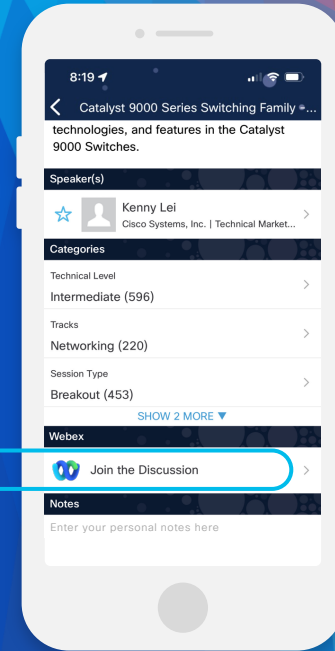 8:19
Catalyst 9000 Series Switching Family ...
technologies, and features in the Catalyst
9000 Switches.
Speaker(s)
Kenny Lei
Cisco Systems, Inc. | Technical Market...
Categories
Technical Level
Intermediate (596)
Tracks
Networking (220)
Session Type
Breakout (453)
SHOW 2 MORE ▼
Webex
Join the Discussion
Notes
Enter your personal notes here